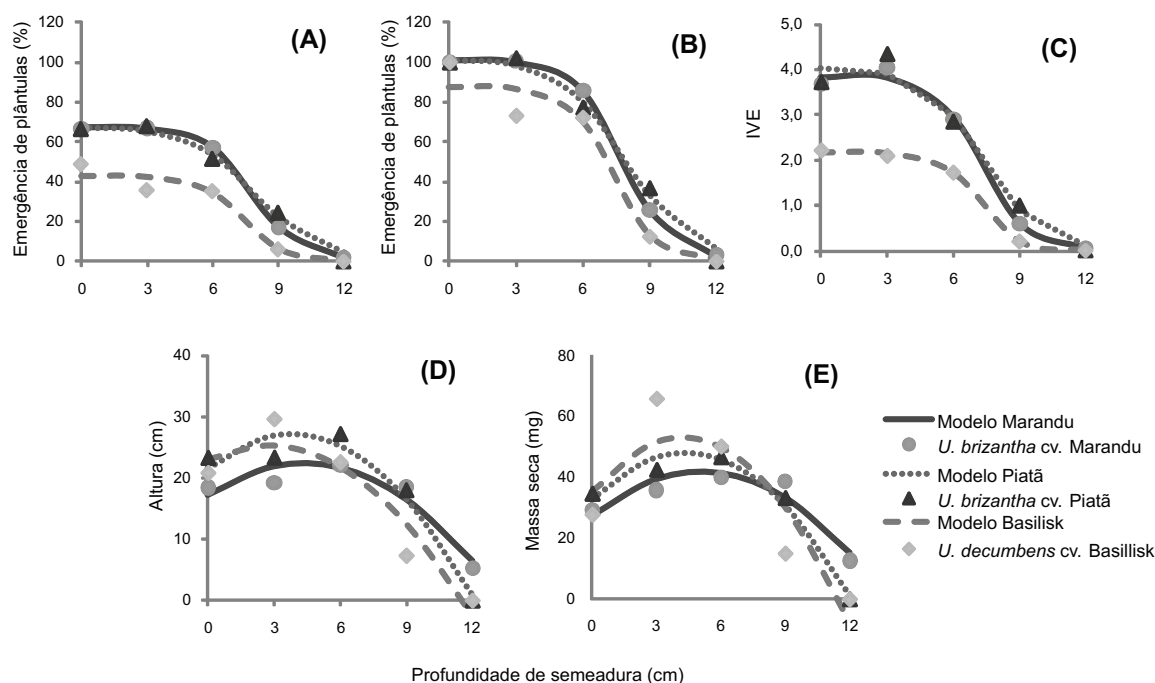 (A)
Emergência de plântulas (%)
120
100
80
60
40
20
0
0 3 6 9 12
(B)
Emergência de plântulas (%)
120
100
80
60
40
20
0
0 3 6 9 12
(C)
IVE
5,0
4,0
3,0
2,0
1,0
0,0
0 3 6 9 12
(D)
Altura (cm)
40
30
20
10
0
0 3 6 9 12
(E)
Massa seca (mg)
80
60
40
20
0
0 3 6 9 12
Modelo Marandu
U. brizantha cv. Marandu
Modelo Piatã
U. brizantha cv. Piatã
Modelo Basilisk
U. decumbens cv. Basillisk
Profundidade de semeadura (cm)